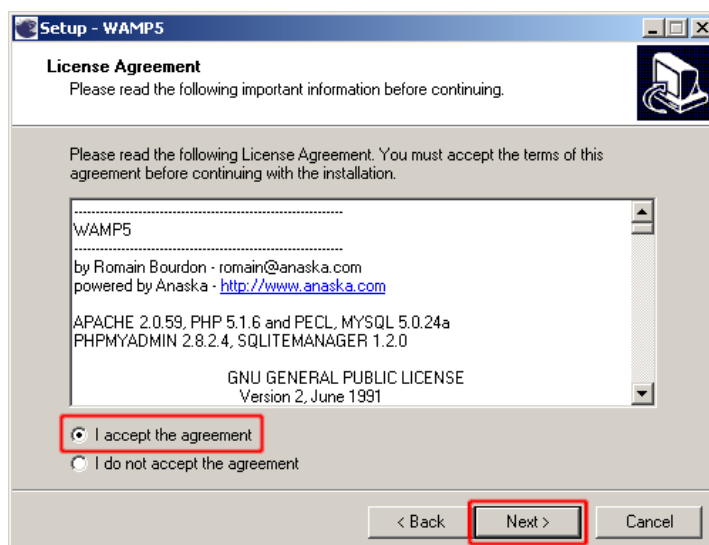 Setup - WAMP5
License Agreement
Please read the following important information before continuing.
Please read the following License Agreement. You must accept the terms of this
agreement before continuing with the installation.
----------------------------------------------------------------
WAMP5
----------------------------------------------------------------
by Romain Bourdon - romain@anaska.com
powered by Anaska - http://www.anaska.com
APACHE 2.0.59, PHP 5.1.6 and PECL, MYSQL 5.0.24a
PHPMYADMIN 2.8.2.4, SQLITEMANAGER 1.2.0
GNU GENERAL PUBLIC LICENSE
Version 2, June 1991
I accept the agreement
I do not accept the agreement
< Back Next > Cancel